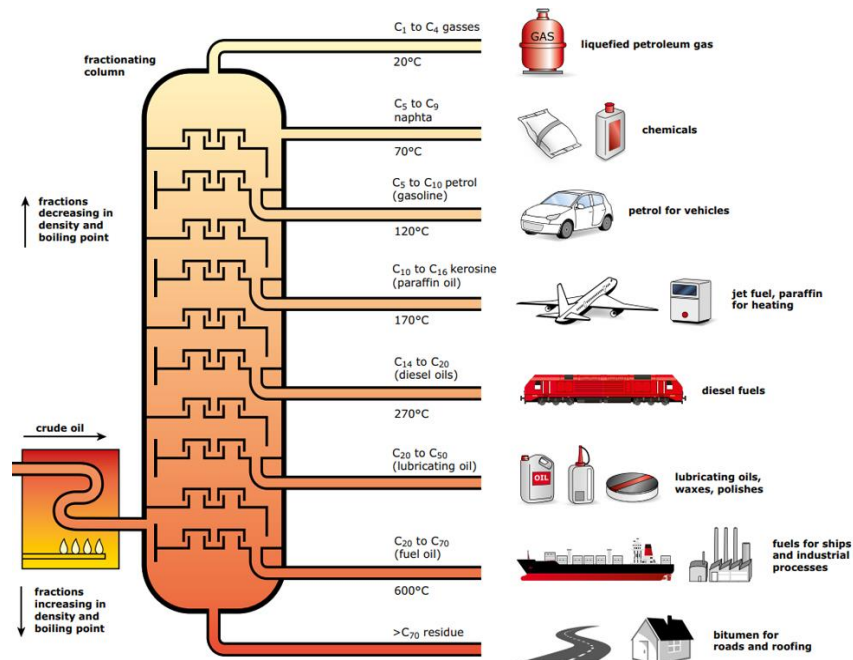 C₁ to C₄ gasses
20°C
GAS
liquefied petroleum gas
fractionating
column
C₅ to C₉
naphta
70°C
chemicals
fractions
decreasing in
density and
boiling point
C₅ to C₁₀ petrol
(gasoline)
120°C
petrol for vehicles
C₁₀ to C₁₆ kerosine
(paraffin oil)
170°C
jet fuel, paraffin
for heating
C₁₄ to C₂₀
(diesel oils)
270°C
diesel fuels
crude oil
C₂₀ to C₅₀
(lubricating oil)
OIL
lubricating oils,
waxes, polishes
C₂₀ to C₇₀
(fuel oil)
600°C
fuels for ships
and industrial
processes
fractions
increasing in
density and
boiling point
>C₇₀ residue
bitumen for
roads and roofing